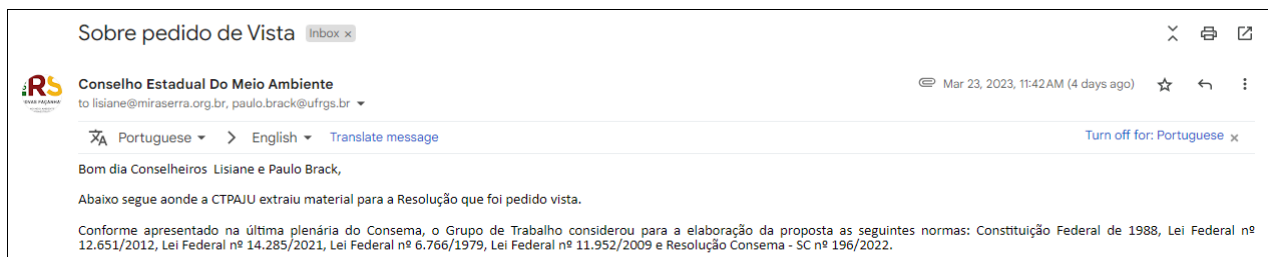 Sobre pedido de Vista Inbox x
RS
Conselho Estadual Do Meio Ambiente
Mar 23, 2023, 11:42 AM (4 days ago)
to lisiane@miraserra.org.br, paulo.brack@ufrgs.br
Portuguese > English Translate message
Turn off for: Portuguese x
Bom dia Conselheiros Lisiane e Paulo Brack,
Abaixo segue aonde a CTPAJU extraiu material para a Resolução que foi pedido vista.
Conforme apresentado na última plenária do Consema, o Grupo de Trabalho considerou para a elaboração da proposta as seguintes normas: Constituição Federal de 1988, Lei Federal nº
12.651/2012, Lei Federal nº 14.285/2021, Lei Federal nº 6.766/1979, Lei Federal nº 11.952/2009 e Resolução Consema - SC nº 196/2022.